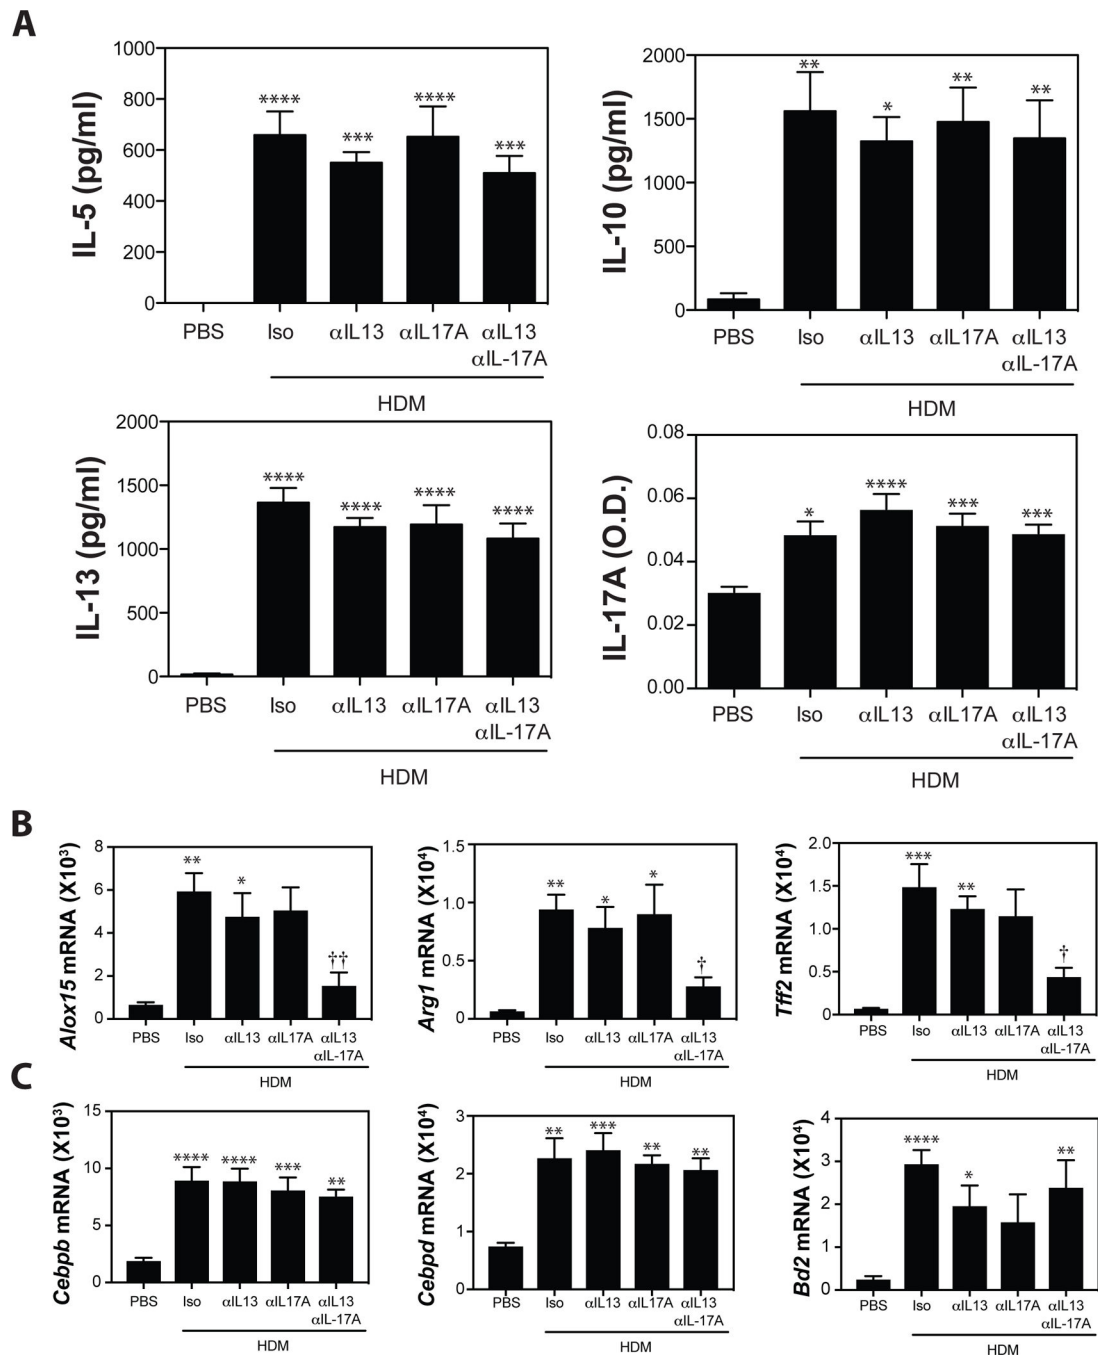 A
IL-5 (pg/ml)
1000
800
600
400
200
0
**** *** **** ***
PBS Iso αIL13 αIL17A αIL13
αIL-17A
HDM
IL-10 (pg/ml)
2000
1500
1000
500
0
** * ** **
PBS Iso αIL13 αIL17A αIL13
αIL-17A
HDM
IL-13 (pg/ml)
2000
1500
1000
500
0
**** **** **** ****
PBS Iso αIL13 αIL17A αIL13
αIL-17A
HDM
IL-17A (O.D.)
0.08
0.06
0.04
0.02
0.00
* **** *** ***
PBS Iso αIL13 αIL17A αIL13
αIL-17A
HDM
B
Alox15 mRNA (X10³)
8
6
4
2
0
** * ††
PBS Iso αIL13 αIL17A αIL13
αIL-17A
HDM
Arg1 mRNA (X10⁴)
1.5
1.0
0.5
0
** * * †
PBS Iso αIL13 αIL17A αIL13
αIL-17A
HDM
Tff2 mRNA (X10⁴)
2.0
1.5
1.0
0.5
0
*** ** †
PBS Iso αIL13 αIL17A αIL13
αIL-17A
HDM
C
Cebpb mRNA (X10³)
15
10
5
0
**** **** *** **
PBS Iso αIL13 αIL17A αIL13
αIL-17A
HDM
Cebpd mRNA (X10⁴)
3
2
1
0
** *** ** **
PBS Iso αIL13 αIL17A αIL13
αIL-17A
HDM
Bd2 mRNA (X10⁴)
4
3
2
1
0
**** * **
PBS Iso αIL13 αIL17A αIL13
αIL-17A
HDM